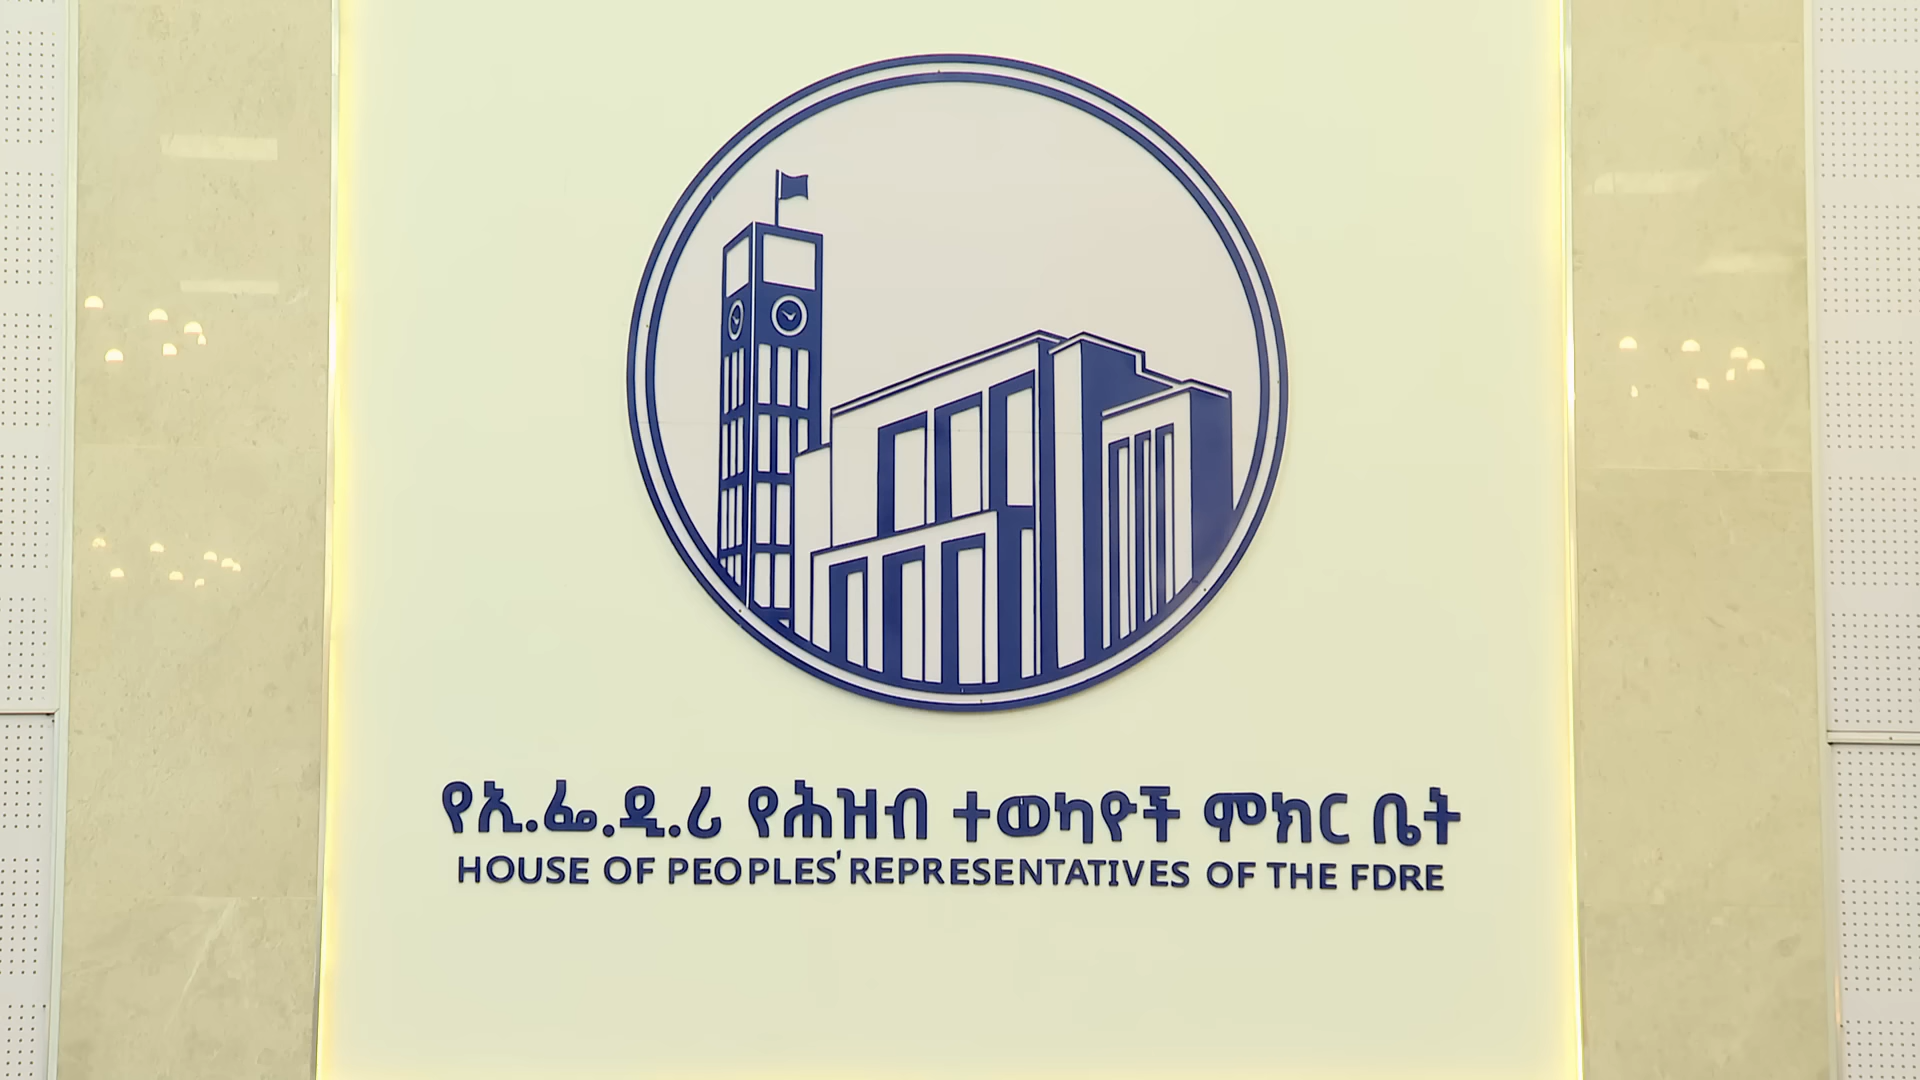 የኢ.ፌ.ዲ.ሪ የሕዝብ ተወካዮች ምክር ቤት
HOUSE OF PEOPLES' REPRESENTATIVES OF THE FDRE